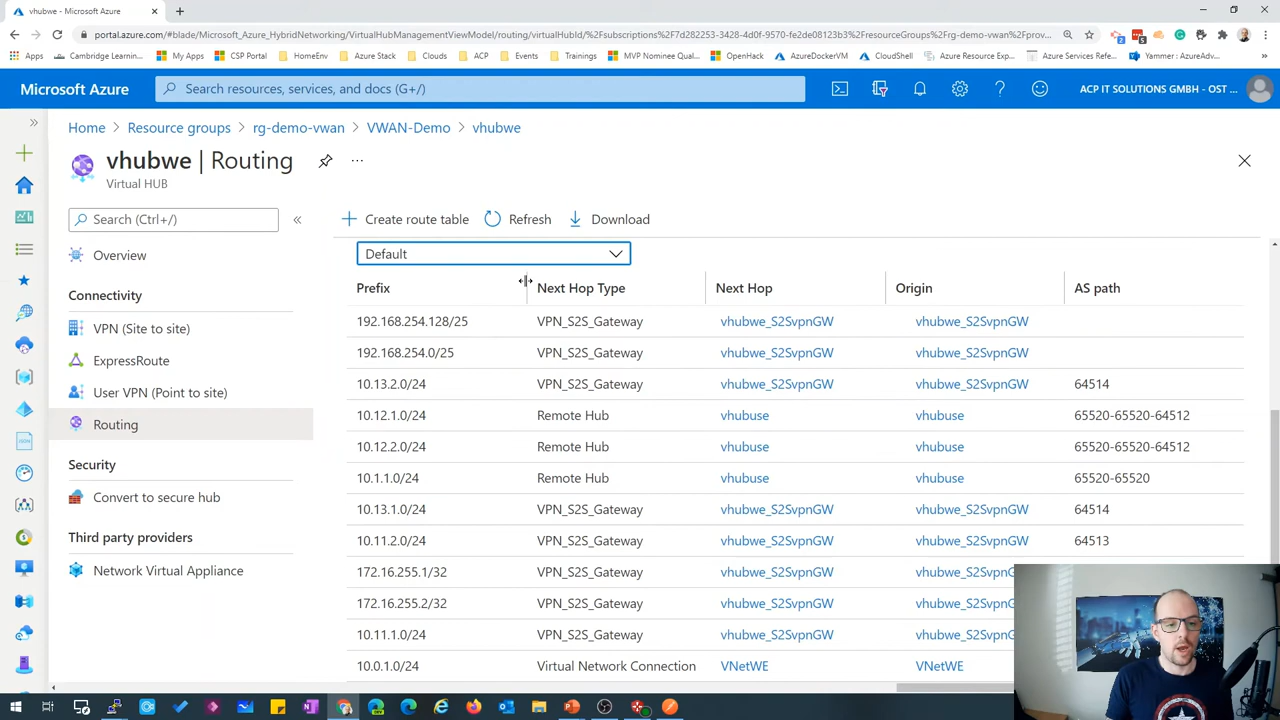 vhubwe - Microsoft Azure
portal.azure.com/#blade/Microsoft_Azure_HybridNetworking/VirtualHubManagementViewModel/routing/virtualHubId/%2Fsubscriptions%2F7d282253-2428-4d0f-9570-fe2de08123b3%2FresourceGroups%2Frg-demo-vwan%2Fprov...
Apps Cambridge Learnin... My Apps CSP Portal HomeEnv Azure Stack Clouds ACP Events Trainings MVP Nominee Qual... OpenHack AzureDockerVM CloudShell Azure Resource Exp... Azure Services Refe... Yammer : AzureAdv...
Microsoft Azure
Search resources, services, and docs (G+/)
ACP IT SOLUTIONS GMBH - OST ...
Home > Resource groups > rg-demo-vwan > VWAN-Demo > vhubwe
vhubwe | Routing
Virtual HUB
Search (Ctrl+/)
Create route table Refresh Download
Overview
Connectivity
VPN (Site to site)
ExpressRoute
User VPN (Point to site)
Routing
Security
Convert to secure hub
Third party providers
Network Virtual Appliance
Default
Prefix Next Hop Type Next Hop Origin AS path
192.168.254.128/25 VPN_S2S_Gateway vhubwe_S2SvpnGW vhubwe_S2SvpnGW
192.168.254.0/25 VPN_S2S_Gateway vhubwe_S2SvpnGW vhubwe_S2SvpnGW
10.13.2.0/24 VPN_S2S_Gateway vhubwe_S2SvpnGW vhubwe_S2SvpnGW 64514
10.12.1.0/24 Remote Hub vhubuse vhubuse 65520-65520-64512
10.12.2.0/24 Remote Hub vhubuse vhubuse 65520-65520-64512
10.1.1.0/24 Remote Hub vhubuse vhubuse 65520-65520
10.13.1.0/24 VPN_S2S_Gateway vhubwe_S2SvpnGW vhubwe_S2SvpnGW 64514
10.11.2.0/24 VPN_S2S_Gateway vhubwe_S2SvpnGW vhubwe_S2SvpnGW 64513
172.16.255.1/32 VPN_S2S_Gateway vhubwe_S2SvpnGW vhubwe_S2SvpnG
172.16.255.2/32 VPN_S2S_Gateway vhubwe_S2SvpnGW vhubwe_S2SvpnG
10.11.1.0/24 VPN_S2S_Gateway vhubwe_S2SvpnGW vhubwe_S2SvpnG
10.0.1.0/24 Virtual Network Connection VNetWE VNetWE